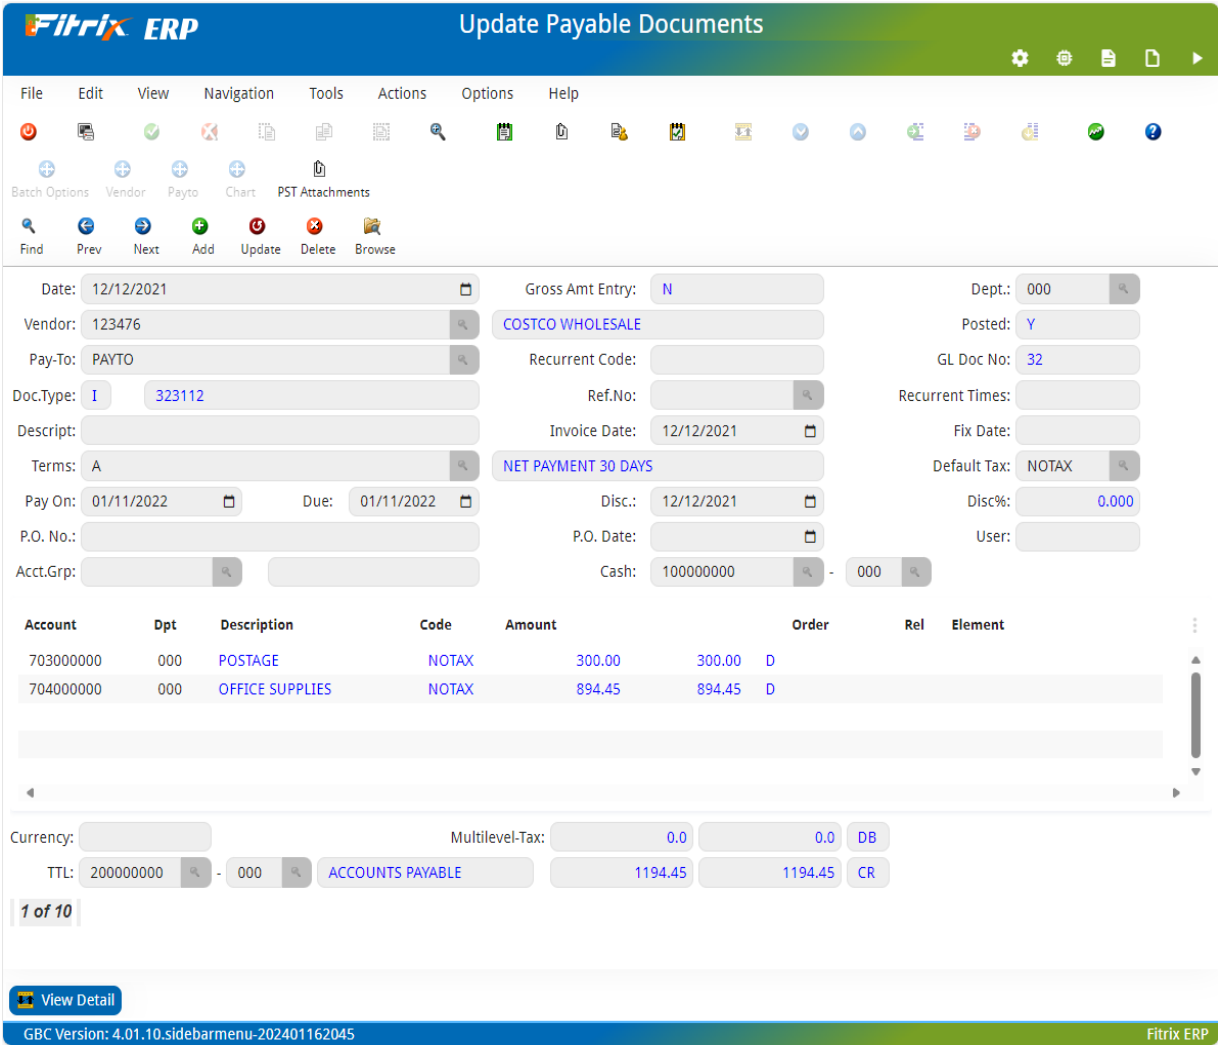 Fitrix ERP
Update Payable Documents
File Edit View Navigation Tools Actions Options Help
Batch Options Vendor Payto Chart PST Attachments
Find Prev Next Add Update Delete Browse
Date: 12/12/2021 Gross Amt Entry: N Dept.: 000
Vendor: 123476 COSTCO WHOLESALE Posted: Y
Pay-To: PAYTO Recurrent Code: GL Doc No: 32
Doc.Type: I 323112 Ref.No: Recurrent Times:
Descript: Invoice Date: 12/12/2021 Fix Date:
Terms: A NET PAYMENT 30 DAYS Default Tax: NOTAX
Pay On: 01/11/2022 Due: 01/11/2022 Disc.: 12/12/2021 Disc%: 0.000
P.O. No.: P.O. Date: User:
Acct.Grp: Cash: 100000000 - 000
Account Dpt Description Code Amount Order Rel Element
703000000 000 POSTAGE NOTAX 300.00 300.00 D
704000000 000 OFFICE SUPPLIES NOTAX 894.45 894.45 D
Currency: Multilevel-Tax: 0.0 0.0 DB
TTL: 200000000 - 000 ACCOUNTS PAYABLE 1194.45 1194.45 CR
1 of 10
View Detail
GBC Version: 4.01.10.sidebarmenu-202401162045 Fitrix ERP